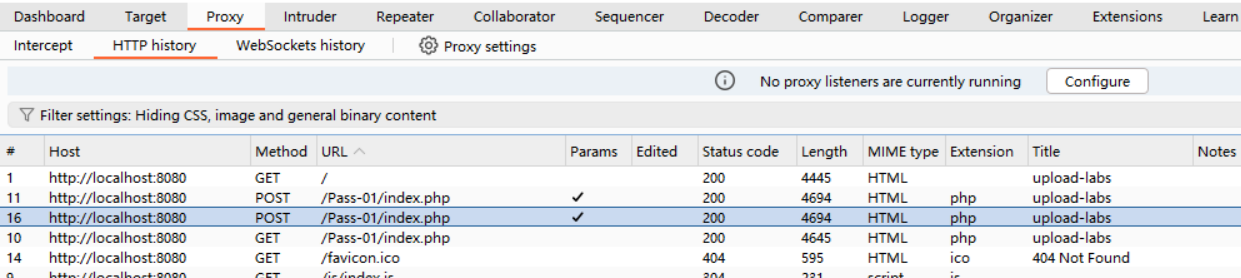 Dashboard Target Proxy Intruder Repeater Collaborator Sequencer Decoder Comparer Logger Organizer Extensions Learn
Intercept HTTP history WebSockets history Proxy settings
No proxy listeners are currently running Configure
Filter settings: Hiding CSS, image and general binary content
# Host Method URL Params Edited Status code Length MIME type Extension Title Notes
1 http://localhost:8080 GET / 200 4445 HTML upload-labs
11 http://localhost:8080 POST /Pass-01/index.php ✓ 200 4694 HTML php upload-labs
16 http://localhost:8080 POST /Pass-01/index.php ✓ 200 4694 HTML php upload-labs
10 http://localhost:8080 GET /Pass-01/index.php 200 4645 HTML php upload-labs
14 http://localhost:8080 GET /favicon.ico 404 595 HTML ico 404 Not Found
9 http://localhost:8080 GET /js/index.js 304 231 script js